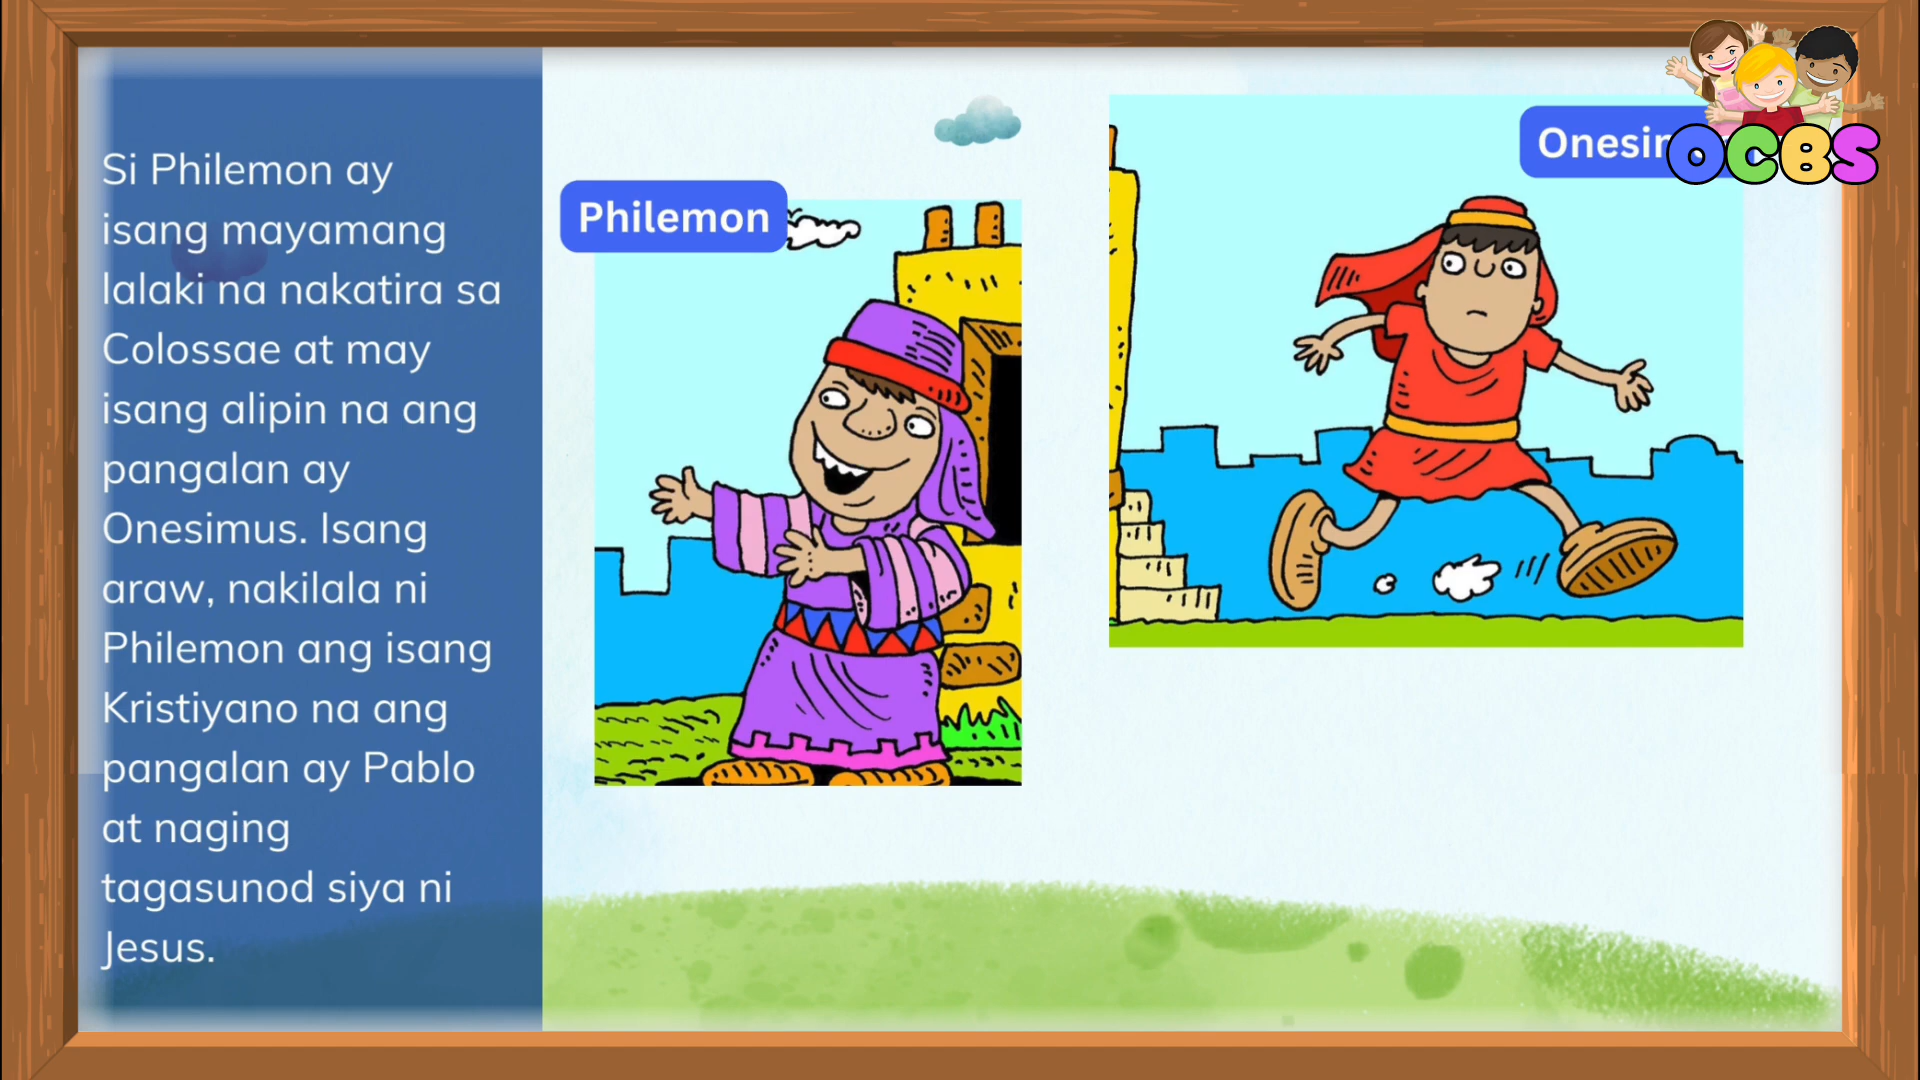 Si Philemon ay
isang mayamang
lalaki na nakatira sa
Colossae at may
isang alipin na ang
pangalan ay
Onesimus. Isang
araw, nakilala ni
Philemon ang isang
Kristiyano na ang
pangalan ay Pablo
at naging
tagasunod siya ni
Jesus.
Philemon
OCBS